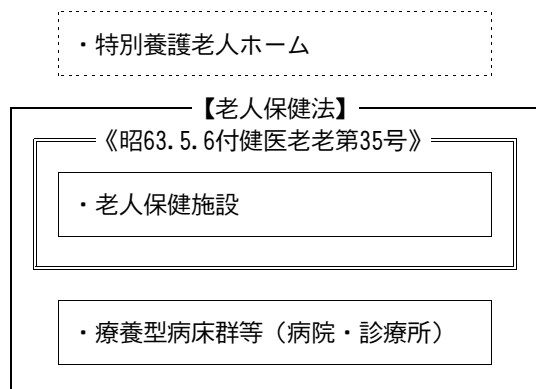 ・特別養護老人ホーム
【老人保健法】
《昭63.5.6付健医老老第35号》
・老人保健施設
・療養型病床群等（病院・診療所）